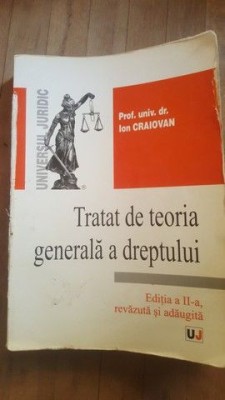 UNIVERSUL JURIDIC
Prof. univ. dr.
Ion CRAIOVAN
Tratat de teoria
generală a dreptului
Ediția a II-a,
revăzută și adăugită
UJ